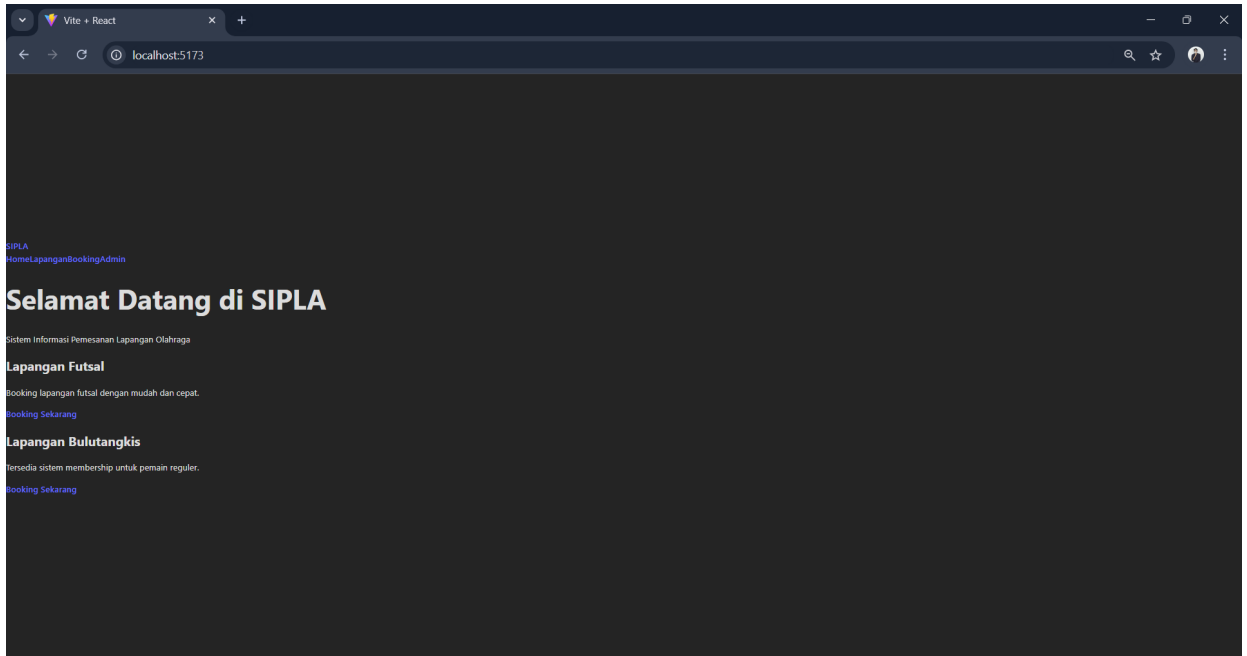 Vite + React
localhost:5173
SIPLA
HomeLapanganBookingAdmin
Selamat Datang di SIPLA
Sistem Informasi Pemesanan Lapangan Olahraga
Lapangan Futsal
Booking lapangan futsal dengan mudah dan cepat.
Booking Sekarang
Lapangan Bulutangkis
Tersedia sistem membership untuk pemain reguler.
Booking Sekarang